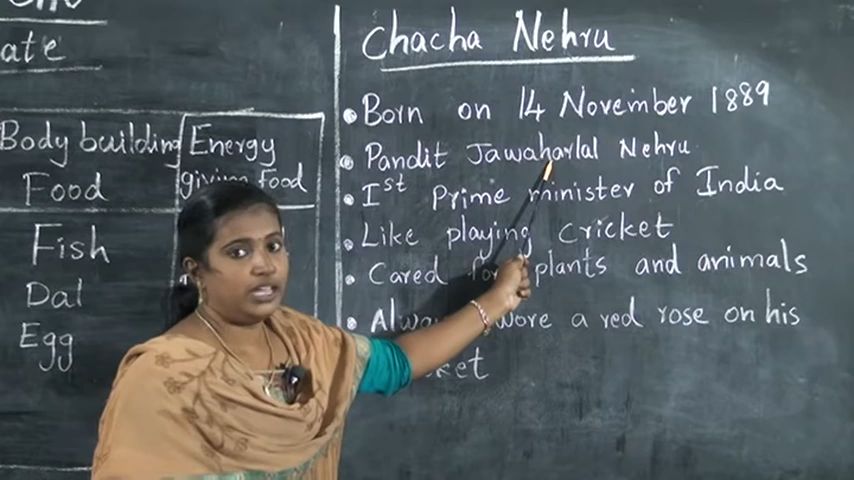 ate
Body building
Food
Energy
giving food
Fish
Dal
Egg
Chacha Nehru
Born on 14 November 1889
Pandit Jawaharlal Nehru
Ist Prime minister of India
Like playing Cricket
Cared for plants and animals
Always wore a red rose on his